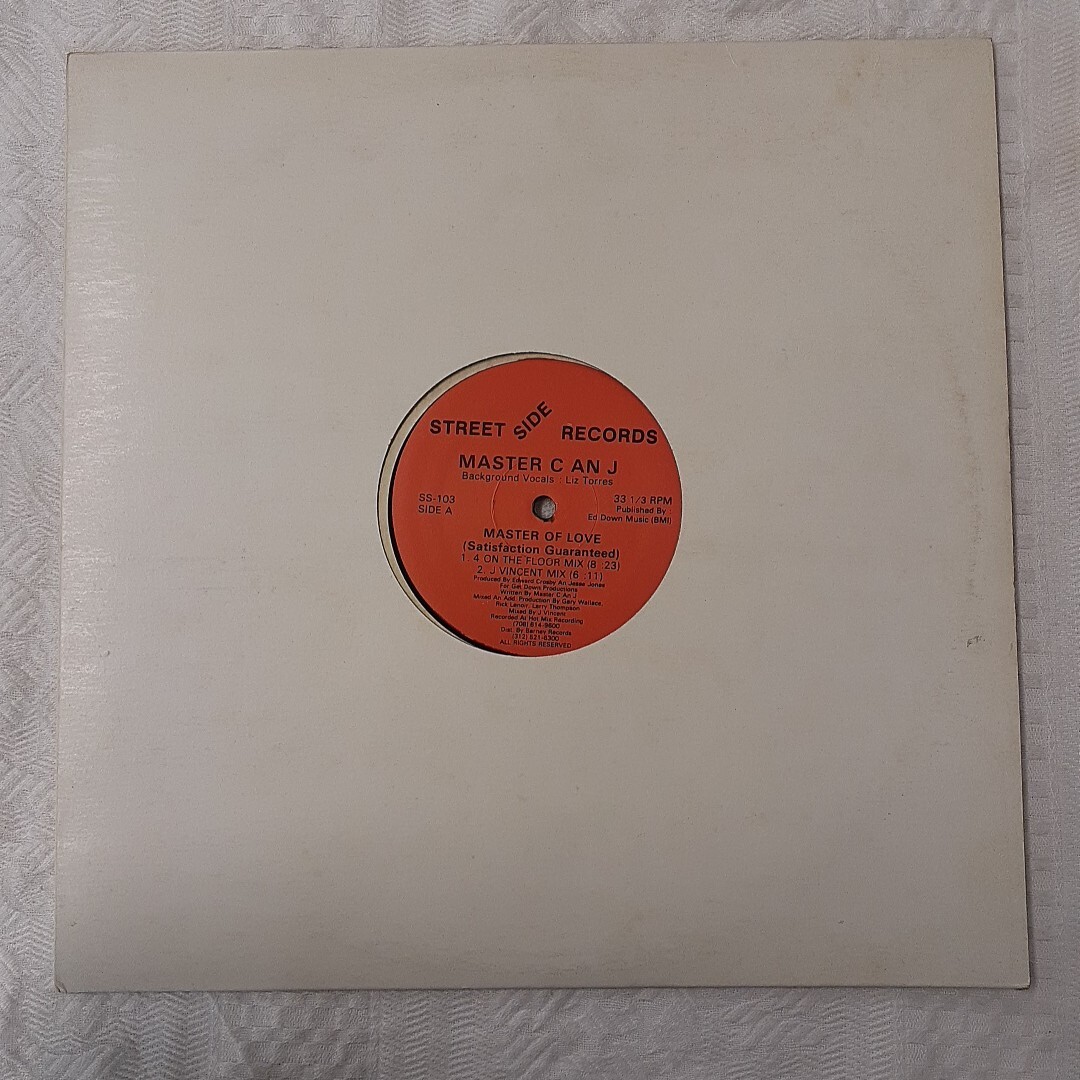 STREET SIDE RECORDS
MASTER C AN J
Background Vocals : Liz Torres
SS-103
SIDE A
33 1/3 RPM
Published By :
Ed Down Music (BMI)
MASTER OF LOVE
(Satisfaction Guaranteed)
1. 4 ON THE FLOOR MIX (8 :23)
2. J VINCENT MIX (6 :11)
Produced By Edward Crosby An Jesse Jones
Far Get Down Productions
Written By Master C An J
Mixed An Add. Production By Gary Wallace,
Rick Lenoir, Larry Thompson
Mixed By J Vincent
Recorded At Hot Mix Recording
(708) 614-9600
Dist. By Barney Records
(312) 521-6300
ALL RIGHTS RESERVED